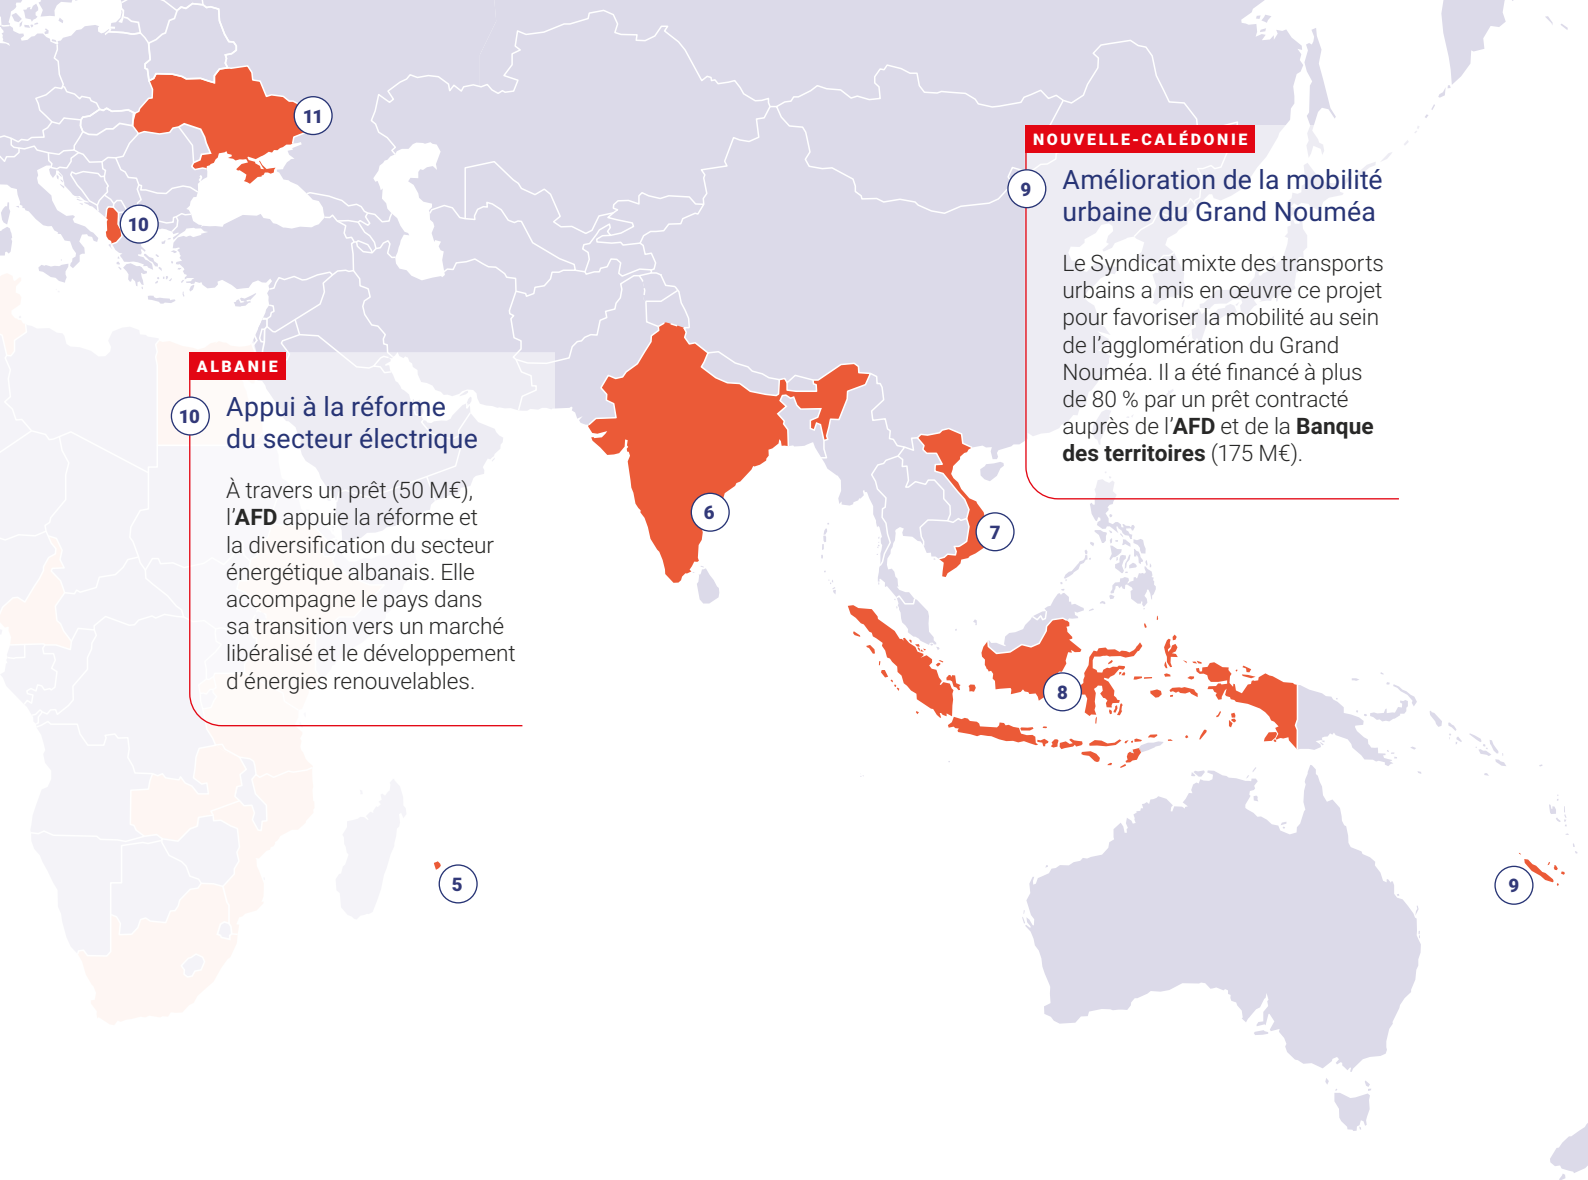 11
10
ALBANIE
10
Appui à la réforme
du secteur électrique
À travers un prêt (50 M€),
l’AFD appuie la réforme et
la diversification du secteur
énergétique albanais. Elle
accompagne le pays dans
sa transition vers un marché
libéralisé et le développement
d’énergies renouvelables.
NOUVELLE-CALÉDONIE
9
Amélioration de la mobilité
urbaine du Grand Nouméa
Le Syndicat mixte des transports
urbains a mis en œuvre ce projet
pour favoriser la mobilité au sein
de l’agglomération du Grand
Nouméa. Il a été financé à plus
de 80 % par un prêt contracté
auprès de l’AFD et de la Banque
des territoires (175 M€).
6
7
8
5
9